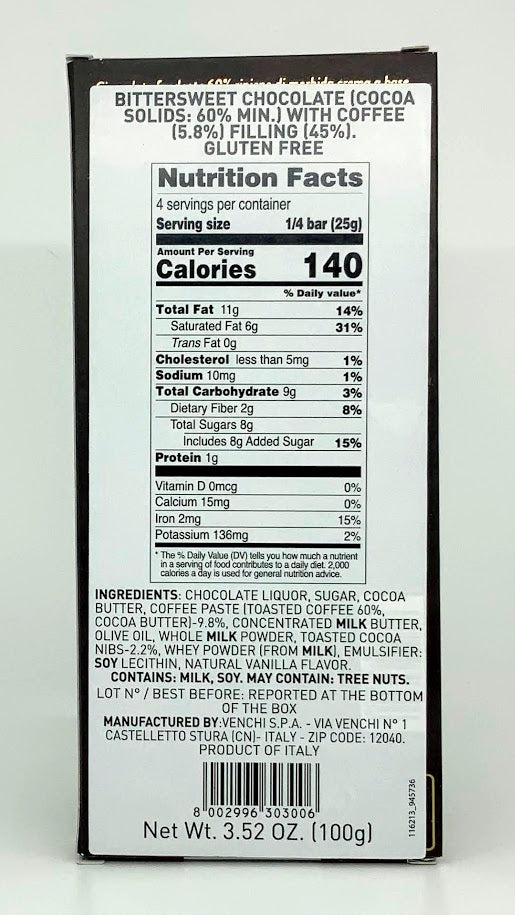 60% ripieno di morbida crema a base
BITTERSWEET CHOCOLATE (COCOA
SOLIDS: 60% MIN.) WITH COFFEE
(5.8%) FILLING (45%).
GLUTEN FREE
Nutrition Facts
4 servings per container
Serving size 1/4 bar (25g)
Amount Per Serving
Calories 140
% Daily value*
Total Fat 11g 14%
Saturated Fat 6g 31%
Trans Fat 0g
Cholesterol less than 5mg 1%
Sodium 10mg 1%
Total Carbohydrate 9g 3%
Dietary Fiber 2g 8%
Total Sugars 8g
Includes 8g Added Sugar 15%
Protein 1g
Vitamin D 0mcg 0%
Calcium 15mg 0%
Iron 2mg 15%
Potassium 136mg 2%
* The % Daily Value (DV) tells you how much a nutrient
in a serving of food contributes to a daily diet. 2,000
calories a day is used for general nutrition advice.
INGREDIENTS: CHOCOLATE LIQUOR, SUGAR, COCOA
BUTTER, COFFEE PASTE (TOASTED COFFEE 60%,
COCOA BUTTER)-9.8%, CONCENTRATED MILK BUTTER,
OLIVE OIL, WHOLE MILK POWDER, TOASTED COCOA
NIBS-2.2%, WHEY POWDER (FROM MILK), EMULSIFIER:
SOY LECITHIN, NATURAL VANILLA FLAVOR.
CONTAINS: MILK, SOY. MAY CONTAIN: TREE NUTS.
LOT N° / BEST BEFORE: REPORTED AT THE BOTTOM
OF THE BOX
MANUFACTURED BY:VENCHI S.P.A. - VIA VENCHI N° 1
CASTELLETTO STURA (CN)- ITALY - ZIP CODE: 12040.
PRODUCT OF ITALY
8 002996 303006
Net Wt. 3.52 OZ. (100g)
116213_945736